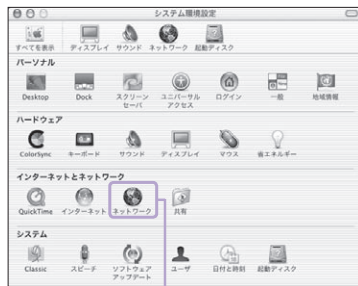 システム環境設定
すべてを表示 ディスプレイ サウンド ネットワーク 起動ディスク
パーソナル
Desktop Dock スクリーンセーバ ユニバーサルアクセス ログイン 一般 地域情報
ハードウェア
ColorSync キーボード サウンド ディスプレイ マウス 省エネルギー
インターネットとネットワーク
QuickTime インターネット ネットワーク 共有
システム
Classic スピーチ ソフトウェアアップデート ユーザ 日付と時刻 起動ディスク